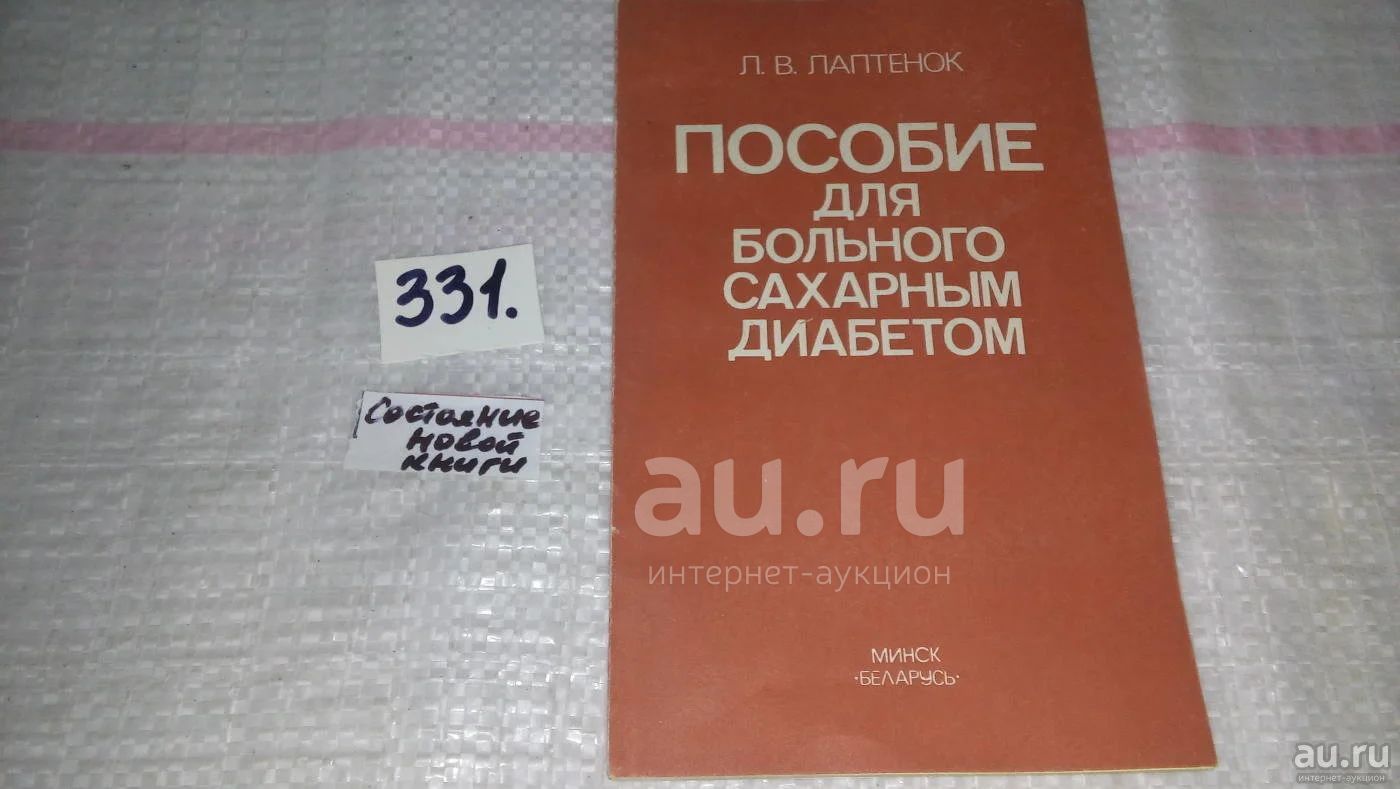 Л. В. ЛАПТЕНОК
ПОСОБИЕ
ДЛЯ
БОЛЬНОГО
САХАРНЫМ
ДИАБЕТОМ
331.
Состояние
новой
книги
au.ru
интернет-аукцион
МИНСК
·БЕЛАРУСЬ·
au.ru
интернет-аукцион